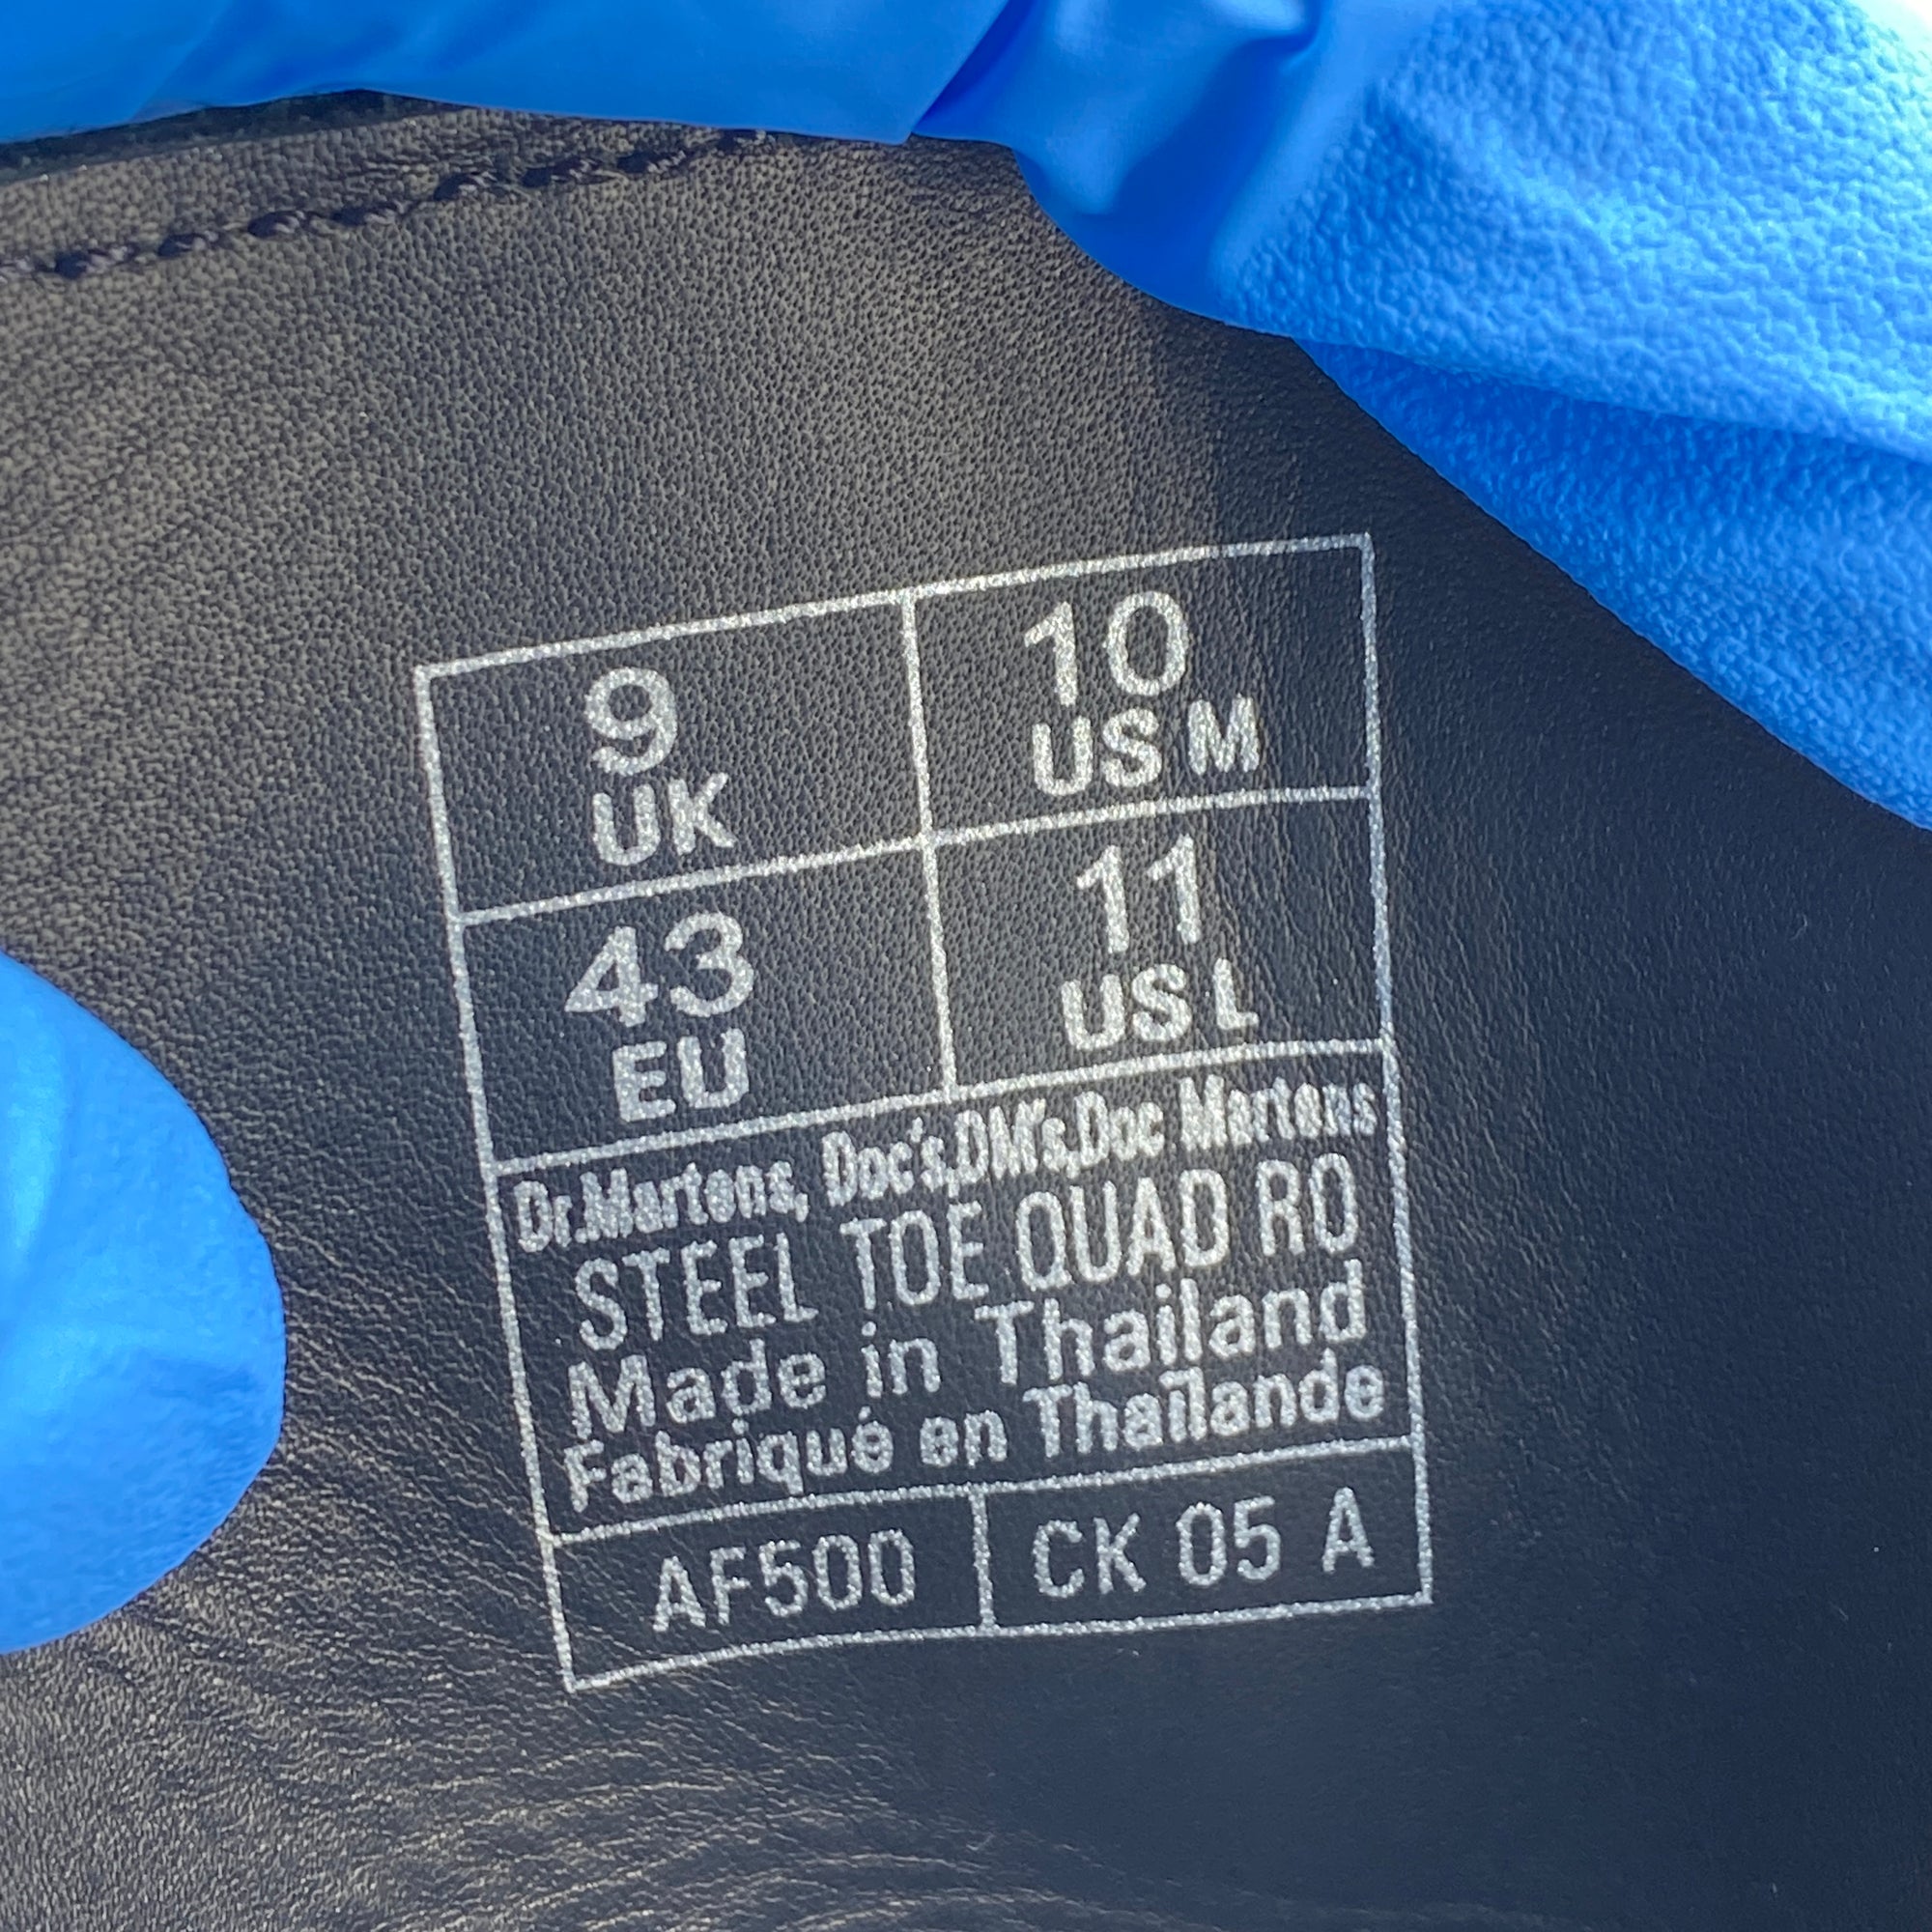 9
UK
10
US M
43
EU
11
US L
Dr.Martens, Doc's,DM's,Doc Martens
STEEL TOE QUAD RO
Made in Thailand
Fabriqué en Thaïlande
AF500
CK 05 A